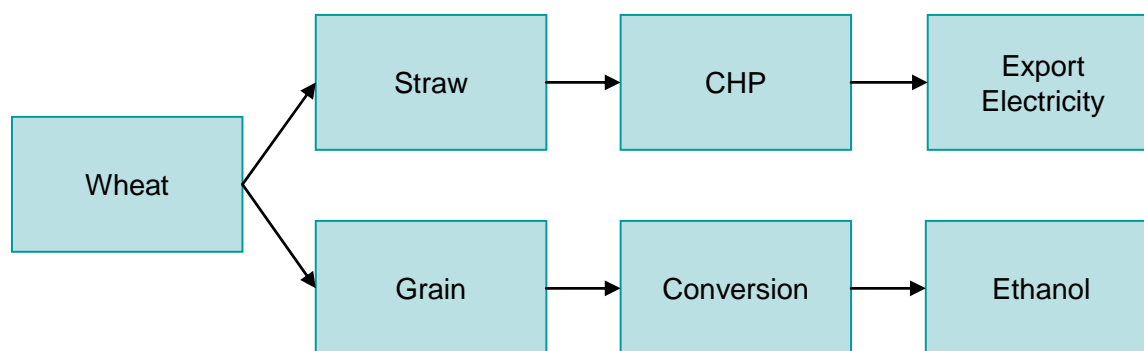 Wheat
Straw
CHP
Export
Electricity
Grain
Conversion
Ethanol